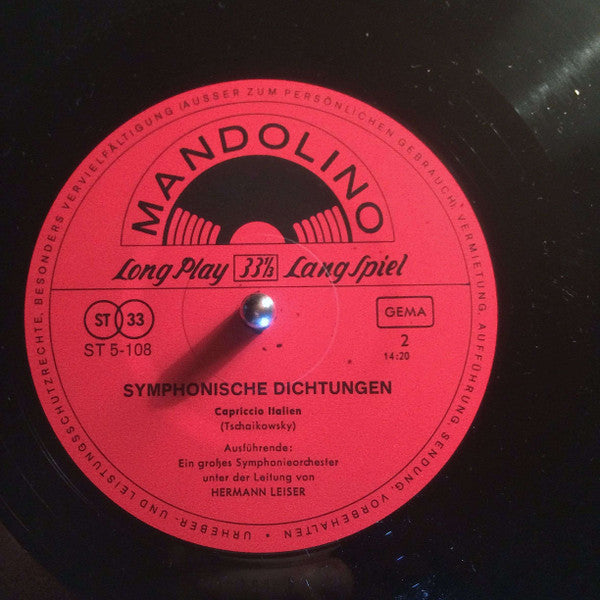 URHEBER- UND LEISTUNGSSCHUTZRECHTE, BESONDERS VERVIELFÄLTIGUNG (AUSSER ZUM PERSÖNLICHEN GEBRAUCH), VERMIETUNG, AUFFÜHRUNG, SENDUNG, VORBEHALTEN •
MANDOLINO
Long Play 33⅓ Lang Spiel
ST 33
ST 5-108
GEMA
2
14:20
SYMPHONISCHE DICHTUNGEN
Capriccio Italien
(Tschaikowsky)
Ausführende:
Ein großes Symphonieorchester
unter der Leitung von
HERMANN LEISER